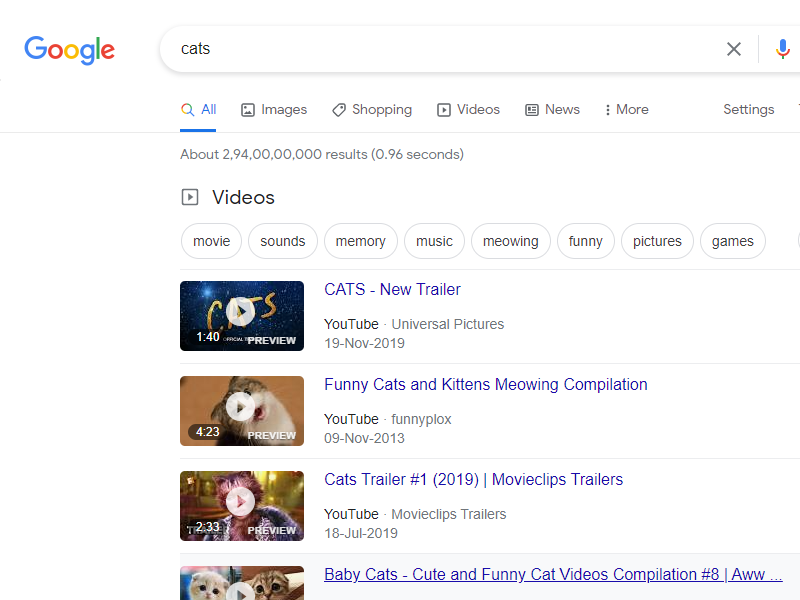 Google
cats
All Images Shopping Videos News More Settings
About 2,94,00,00,000 results (0.96 seconds)
Videos
movie sounds memory music meowing funny pictures games
CATS - New Trailer
CATS
1:40
PREVIEW
YouTube · Universal Pictures
19-Nov-2019
Funny Cats and Kittens Meowing Compilation
4:23
PREVIEW
YouTube · funnyplox
09-Nov-2013
Cats Trailer #1 (2019) | Movieclips Trailers
2:33
PREVIEW
YouTube · Movieclips Trailers
18-Jul-2019
Baby Cats - Cute and Funny Cat Videos Compilation #8 | Aww ...